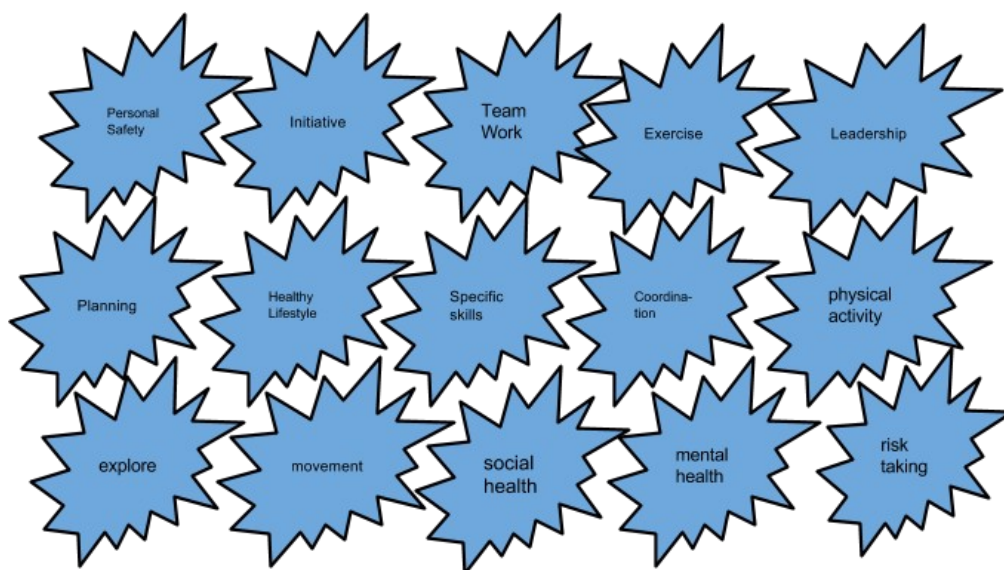 Personal
Safety
Initiative
Team
Work
Exercise
Leadership
Planning
Healthy
Lifestyle
Specific
skills
Coordina-
tion
physical
activity
explore
movement
social
health
mental
health
risk
taking